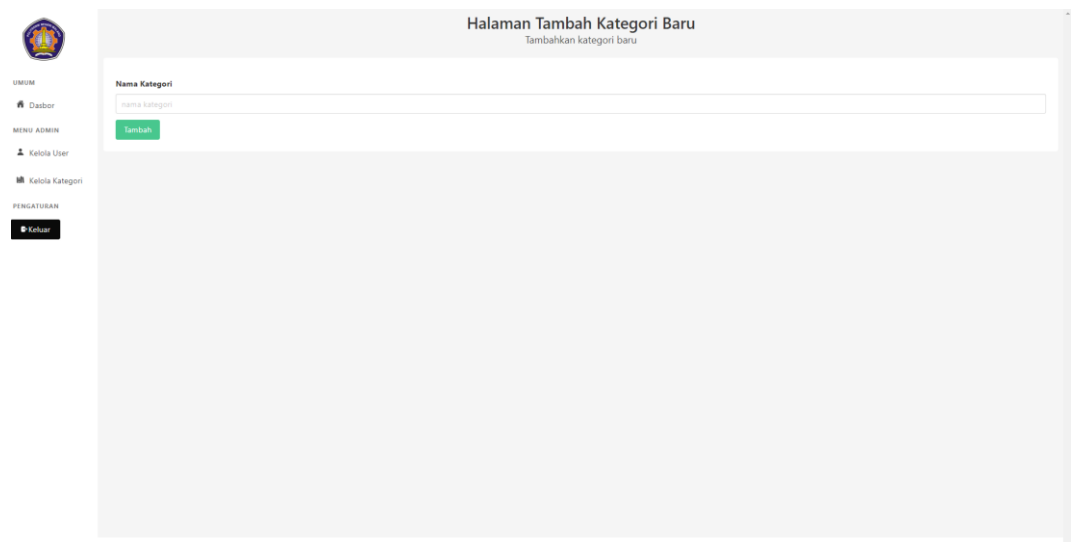 Halaman Tambah Kategori Baru
Tambahkan kategori baru
UMUM
Dasbor
MENU ADMIN
Kelola User
Kelola Kategori
PENGATURAN
Keluar
Nama Kategori
nama kategori
Tambah